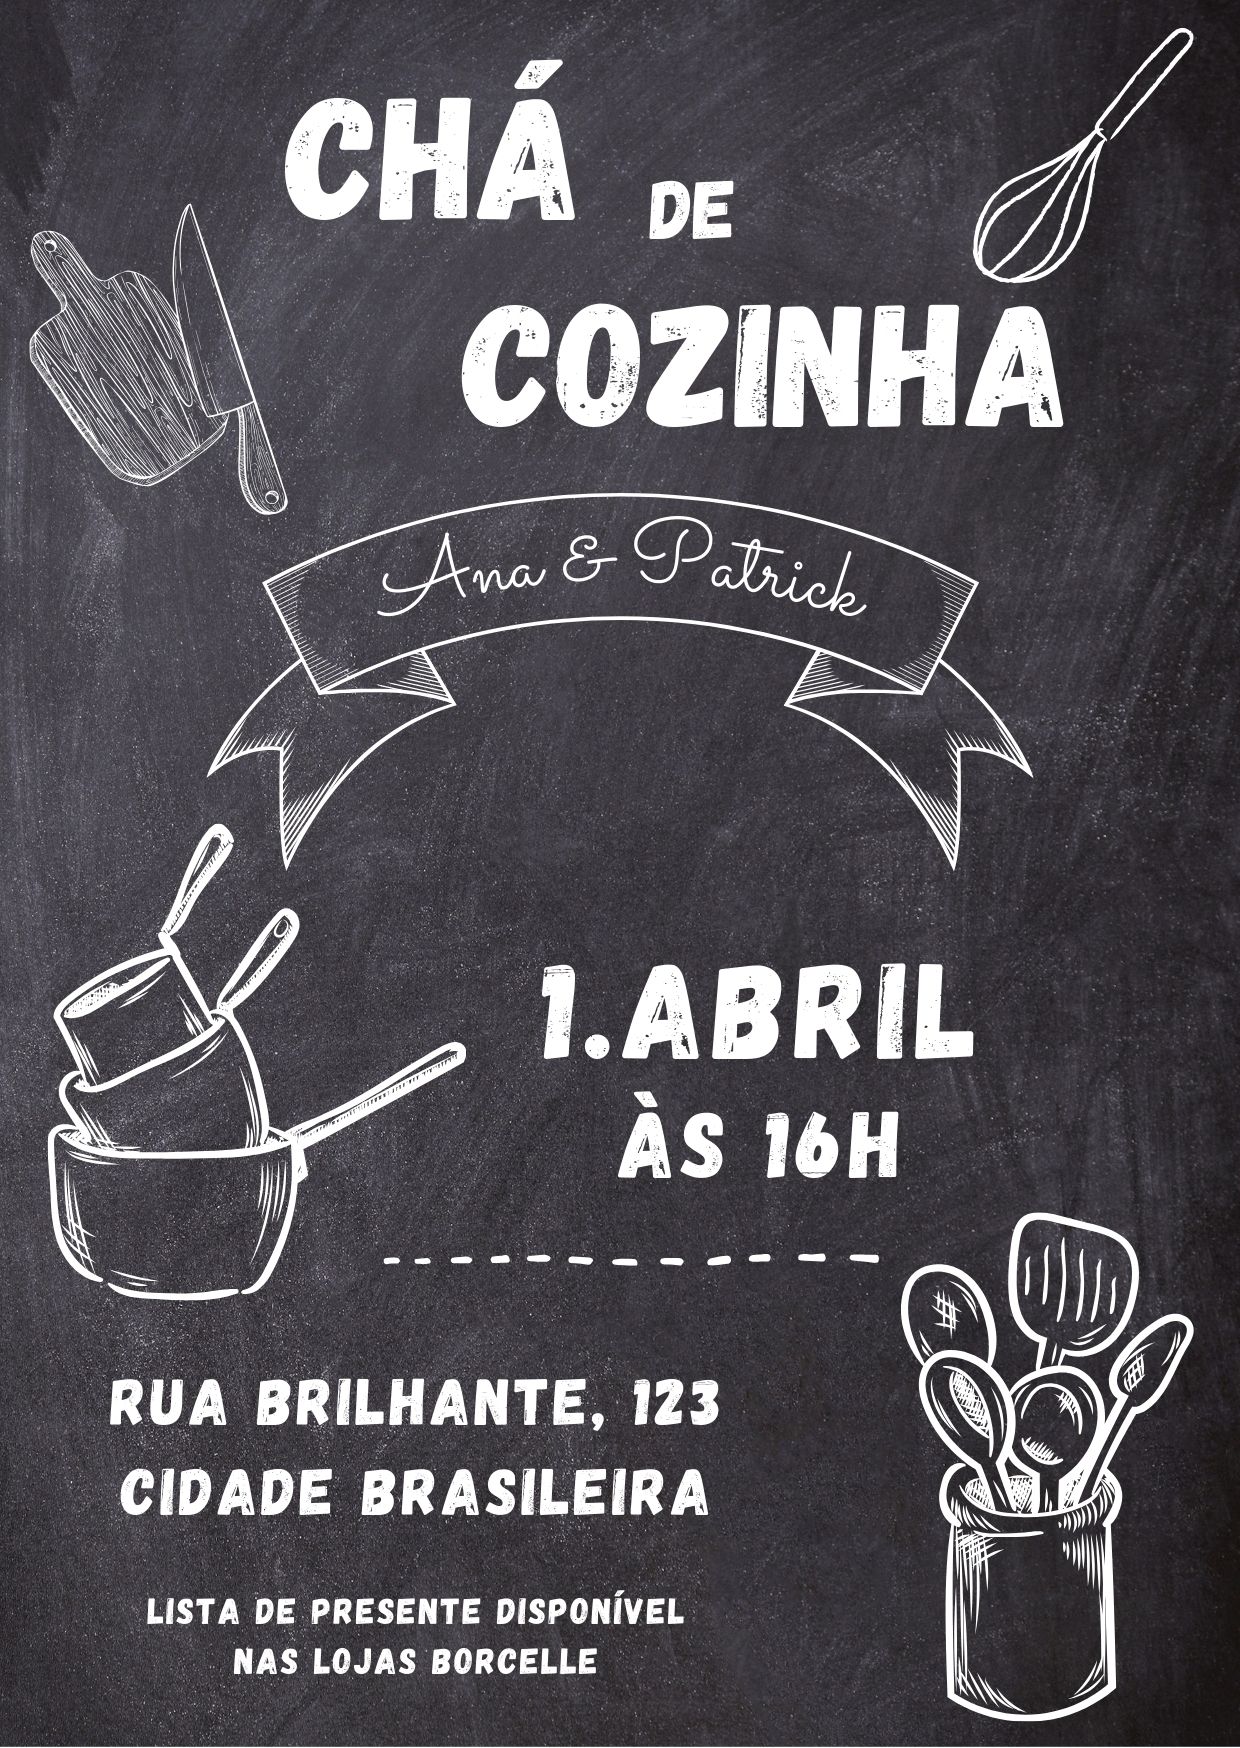 CHÁ DE
COZINHA
Ana & Patrick
1.ABRIL
ÀS 16H
RUA BRILHANTE, 123
CIDADE BRASILEIRA
LISTA DE PRESENTE DISPONÍVEL
NAS LOJAS BORCELLE